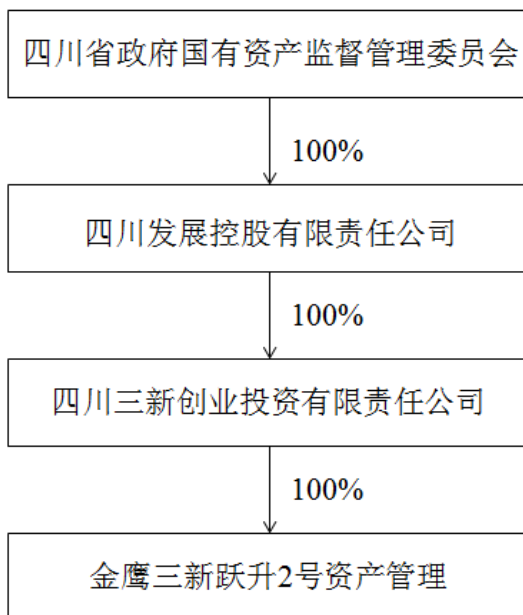 四川省政府国有资产监督管理委员会
100%
四川发展控股有限责任公司
100%
四川三新创业投资有限责任公司
100%
金鹰三新跃升2号资产管理